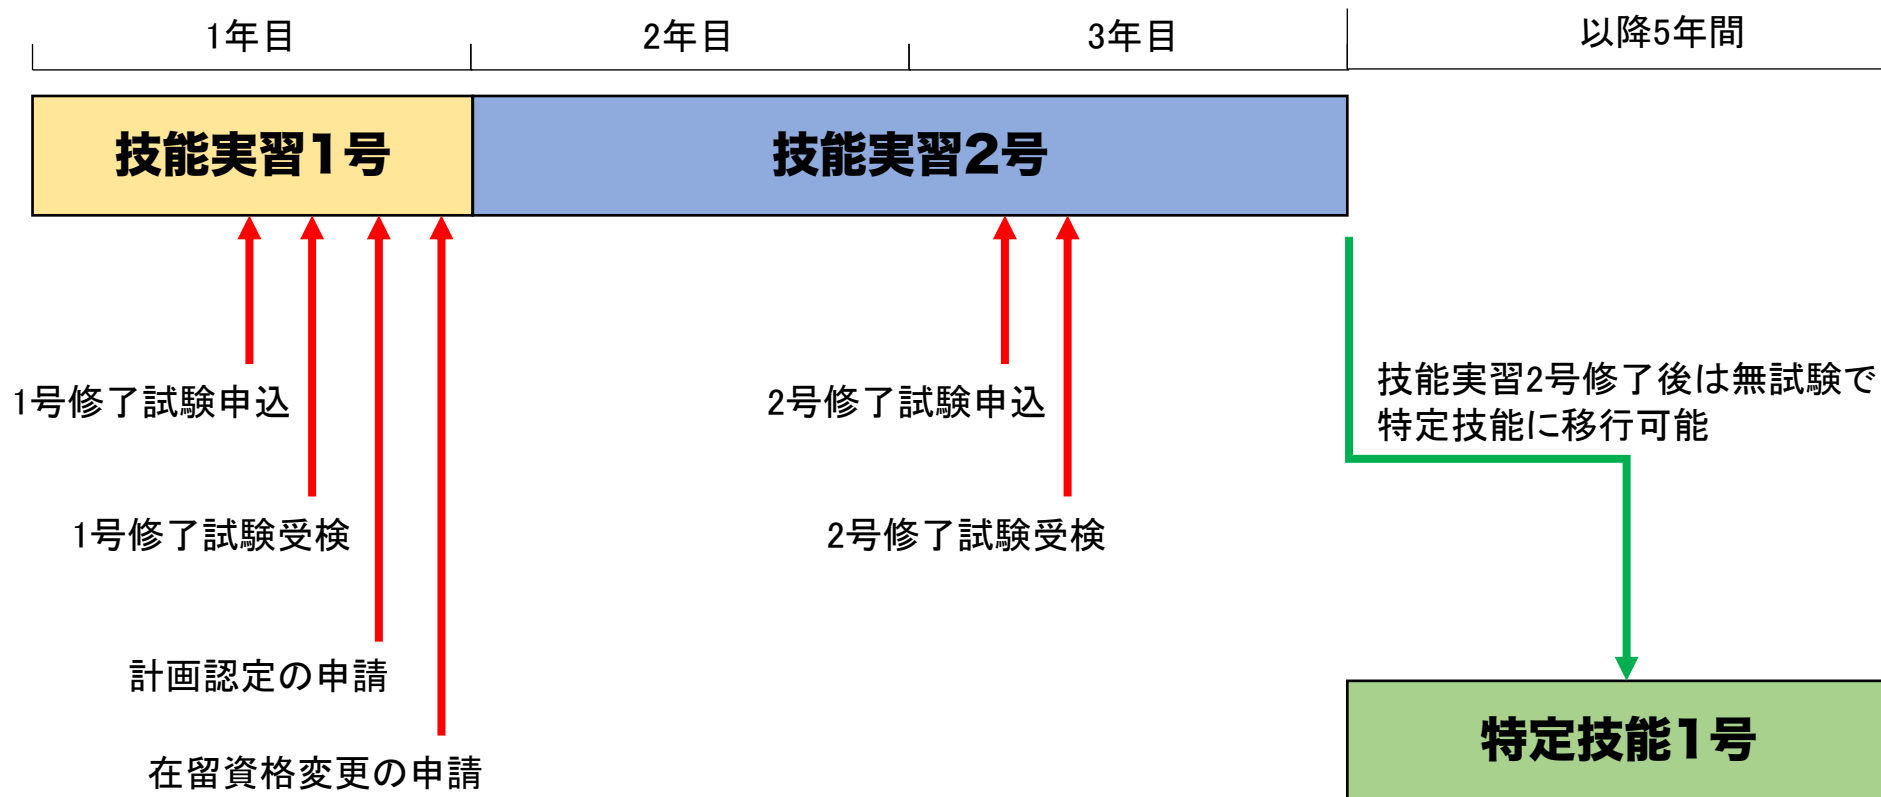 1年目
2年目
3年目
以降5年間
技能実習1号
技能実習2号
1号修了試験申込
2号修了試験申込
技能実習2号修了後は無試験で
特定技能に移行可能
1号修了試験受検
2号修了試験受検
計画認定の申請
在留資格変更の申請
特定技能1号